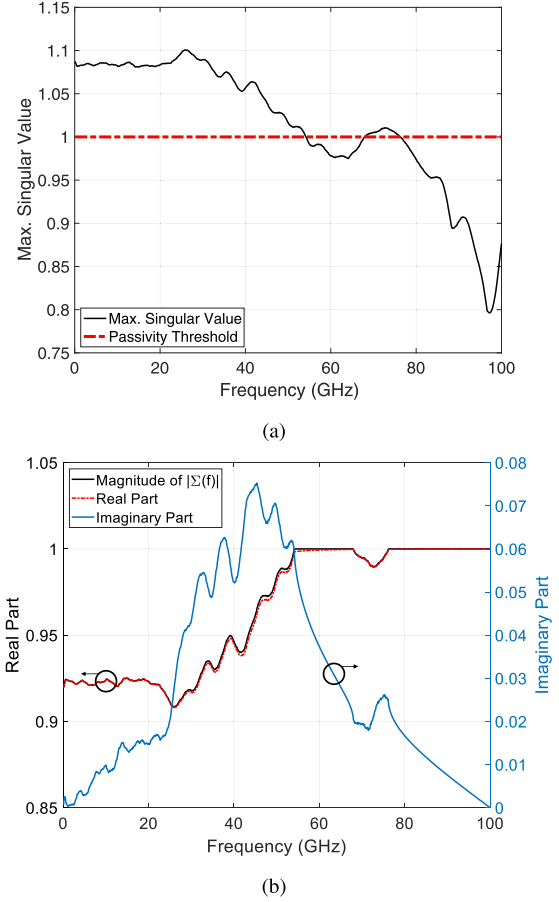 1.15
1.1
1.05
1
0.95
0.9
0.85
0.8
0.75
Max. Singular Value
Max. Singular Value
Passivity Threshold
0 20 40 60 80 100
Frequency (GHz)
(a)
1.05
1
0.95
0.9
0.85
Real Part
Magnitude of |Σ(f)|
Real Part
Imaginary Part
0.08
0.07
0.06
0.05
0.04
0.03
0.02
0.01
0
Imaginary Part
0 20 40 60 80 100
Frequency (GHz)
(b)